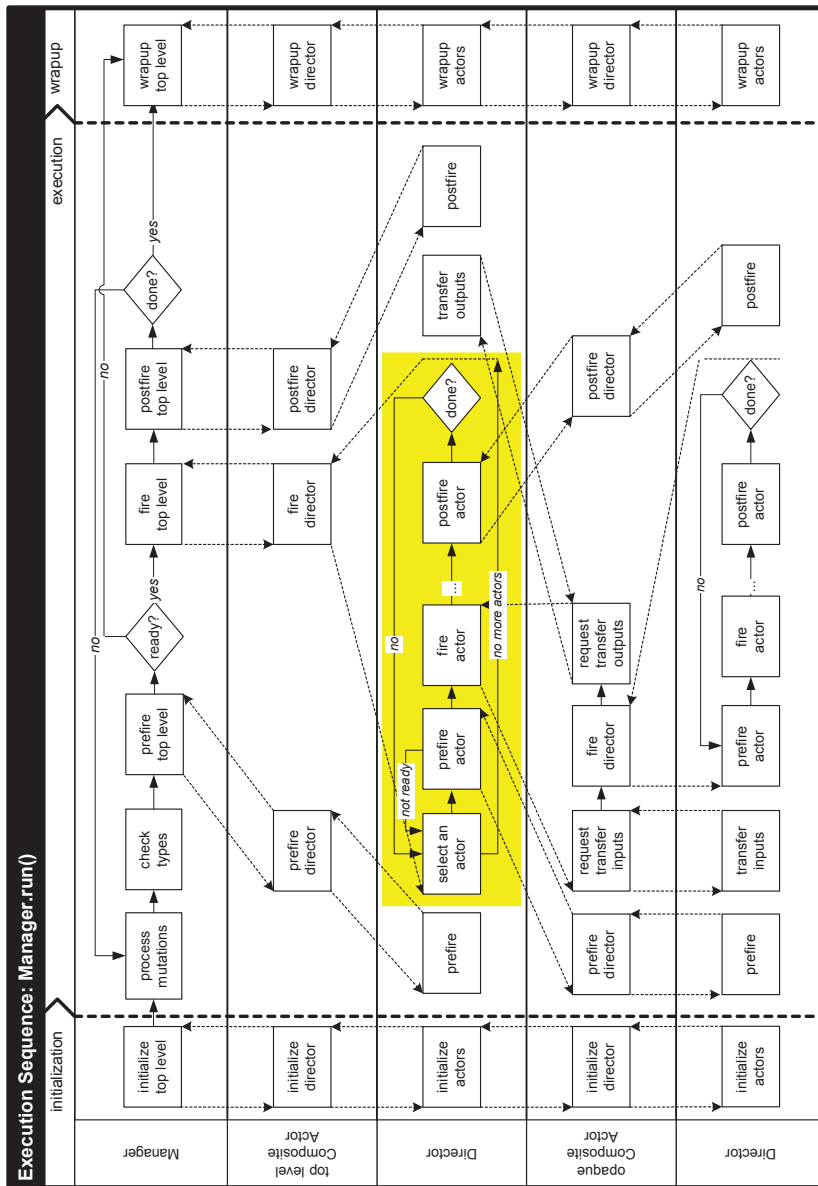 Execution Sequence: Manager.run()
initialization
execution
wrapup
Manager
initialize
top level
process
mutations
check
types
prefire
top level
ready?
yes
no
fire
top level
postfire
top level
done?
yes
no
wrapup
top level
top level
Composite
Actor
initialize
director
prefire
director
fire
director
postfire
director
wrapup
director
Director
initialize
actors
prefire
select an
actor
not ready
prefire
actor
fire
actor
no
no more actors
...
postfire
actor
done?
transfer
outputs
postfire
wrapup
actors
opaque
Composite
Actor
initialize
director
prefire
director
request
transfer
inputs
fire
director
request
transfer
outputs
postfire
director
wrapup
director
Director
initialize
actors
prefire
transfer
inputs
prefire
actor
fire
actor
...
no
postfire
actor
done?
postfire
wrapup
actors